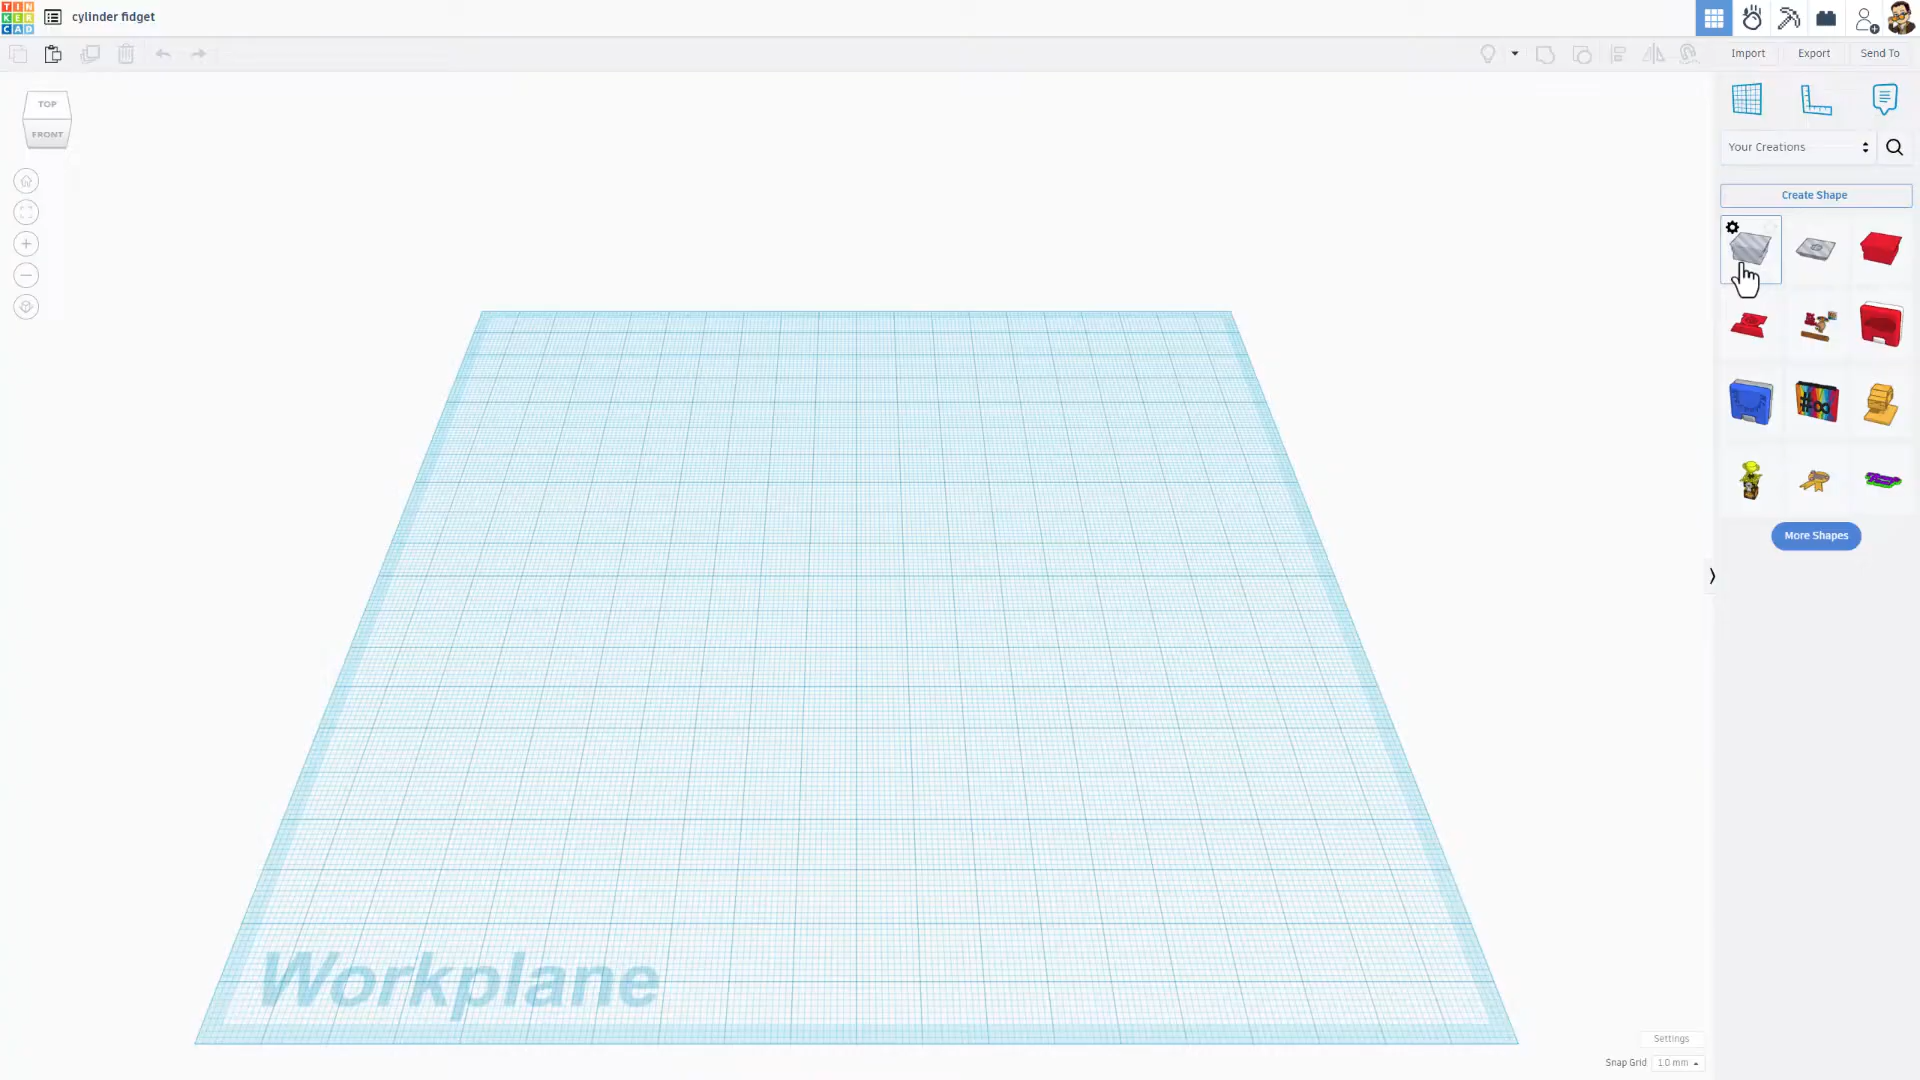 TIN
KER
CAD
cylinder fidget
Import
Export
Send To
TOP
FRONT
Your Creations
Create Shape
#∞
More Shapes
Workplane
Settings
Snap Grid
1.0 mm